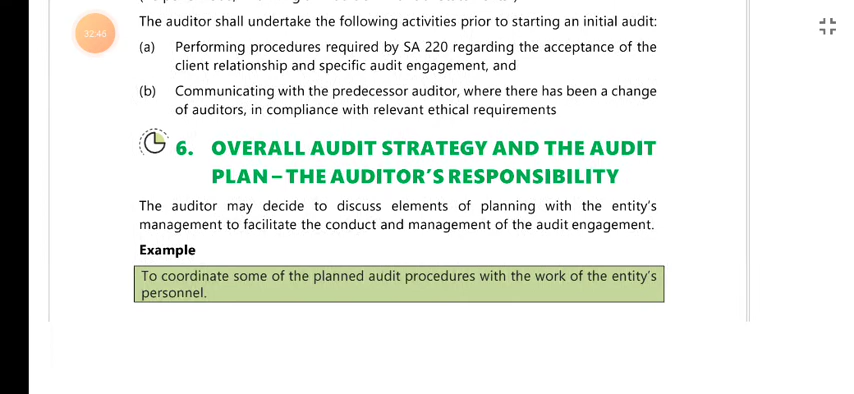 The auditor shall undertake the following activities prior to starting an initial audit:
32:46
(a) Performing procedures required by SA 220 regarding the acceptance of the
client relationship and specific audit engagement, and
(b) Communicating with the predecessor auditor, where there has been a change
of auditors, in compliance with relevant ethical requirements
6. OVERALL AUDIT STRATEGY AND THE AUDIT
PLAN – THE AUDITOR'S RESPONSIBILITY
The auditor may decide to discuss elements of planning with the entity's
management to facilitate the conduct and management of the audit engagement.
Example
To coordinate some of the planned audit procedures with the work of the entity's
personnel.